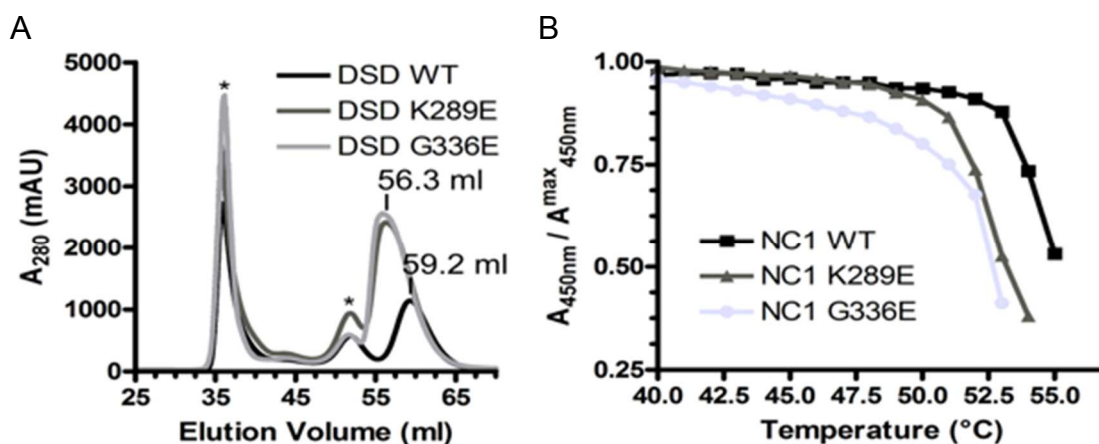 A
5000
4000
3000
2000
1000
0
A280 (mAU)
25
35
45
55
65
Elution Volume (ml)
*
*
DSD WT
DSD K289E
DSD G336E
56.3 ml
59.2 ml
B
1.00
0.75
0.50
0.25
A450nm / Amax 450nm
40.0
42.5
45.0
47.5
50.0
52.5
55.0
Temperature (°C)
NC1 WT
NC1 K289E
NC1 G336E